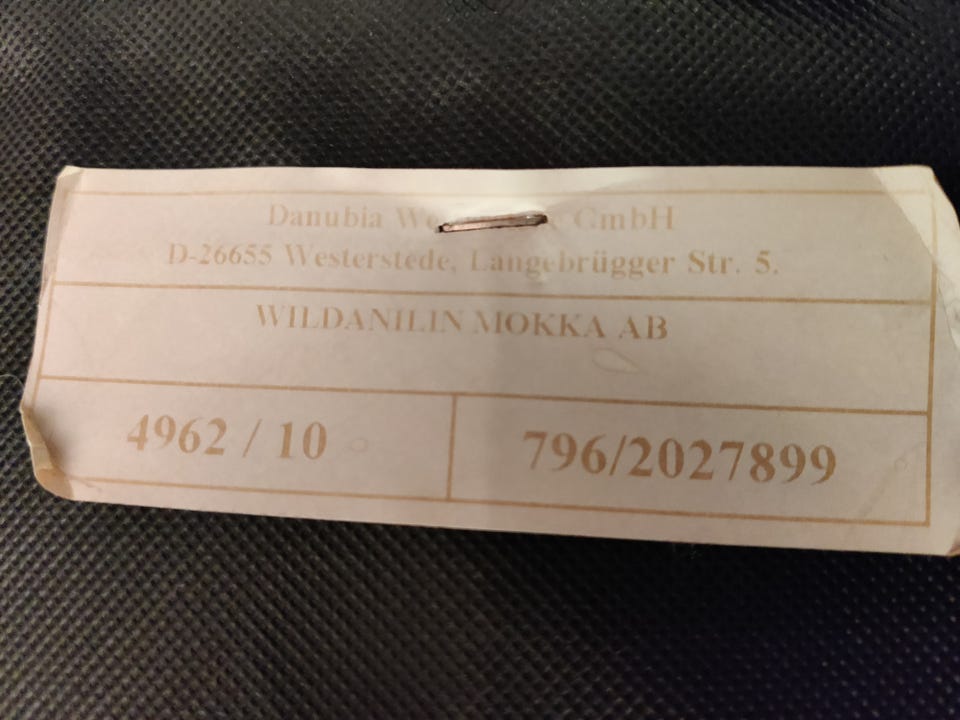 Danubia GmbH
D-26655 Westerstede, Langebrügger Str. 5.
WILDANILIN MOKKA AB
4962 / 10
796/2027899